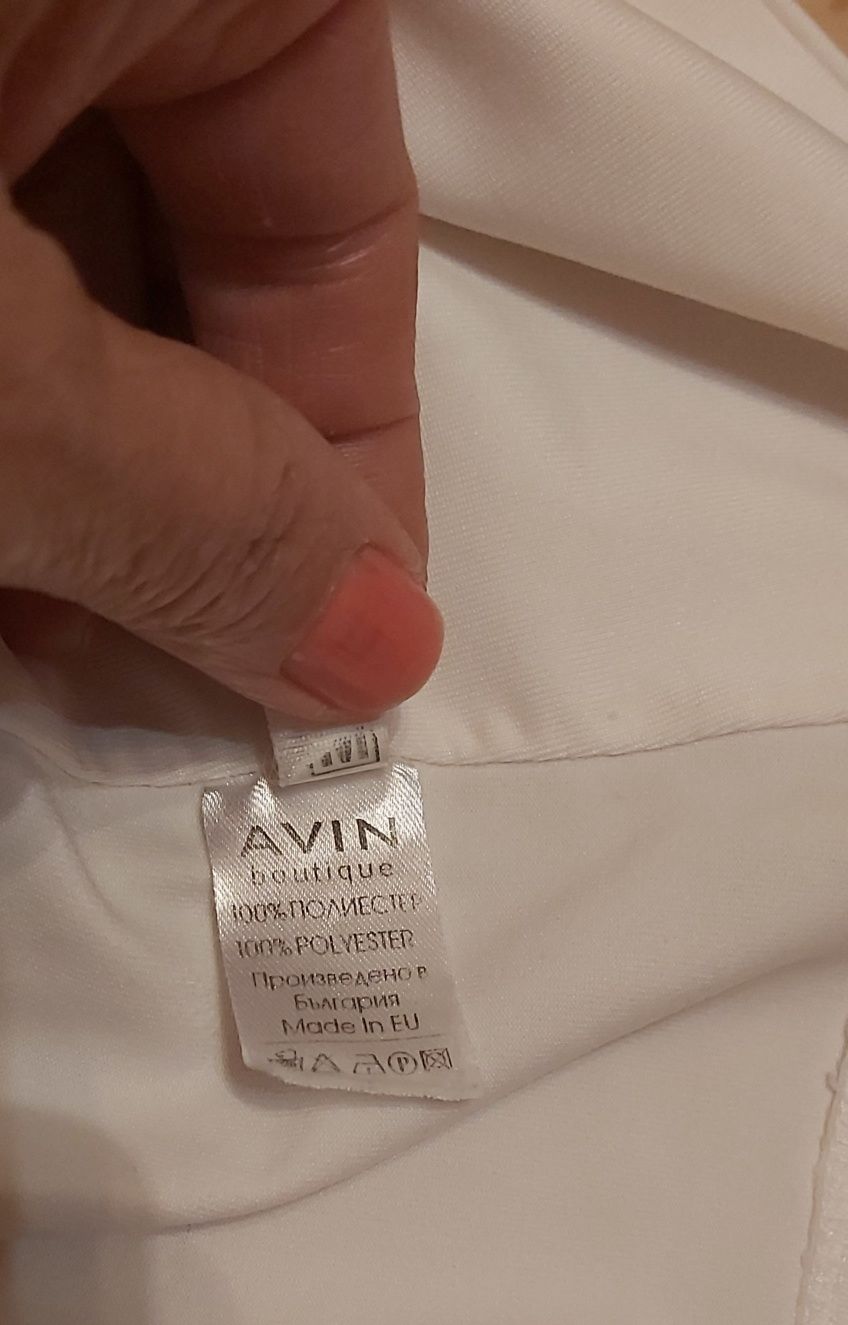 AVIN
boutique
100% ПОЛИЕСТЕР
100% POLYESTER
Произведено в
България
Made In EU
P